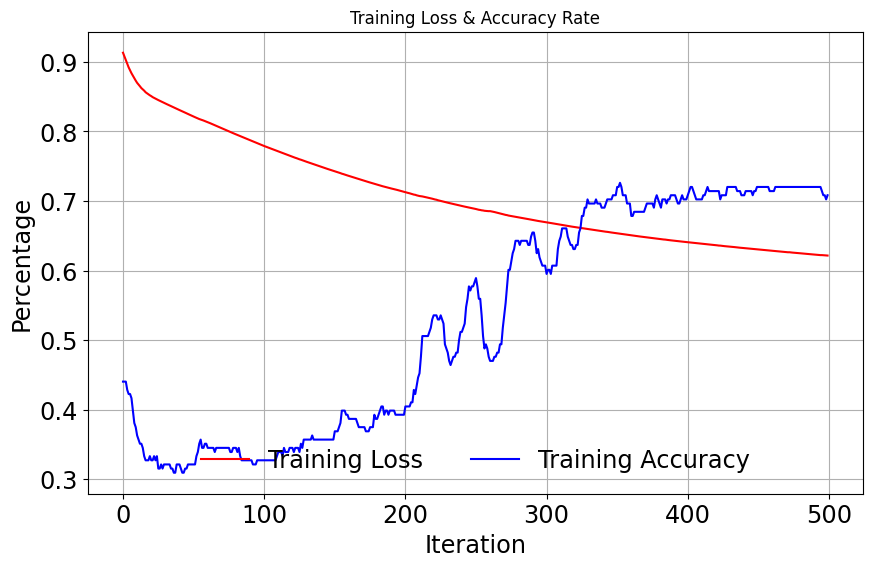 Training Loss & Accuracy Rate
Percentage
0.9
0.8
0.7
0.6
0.5
0.4
0.3
Training Loss
Training Accuracy
0 100 200 300 400 500
Iteration